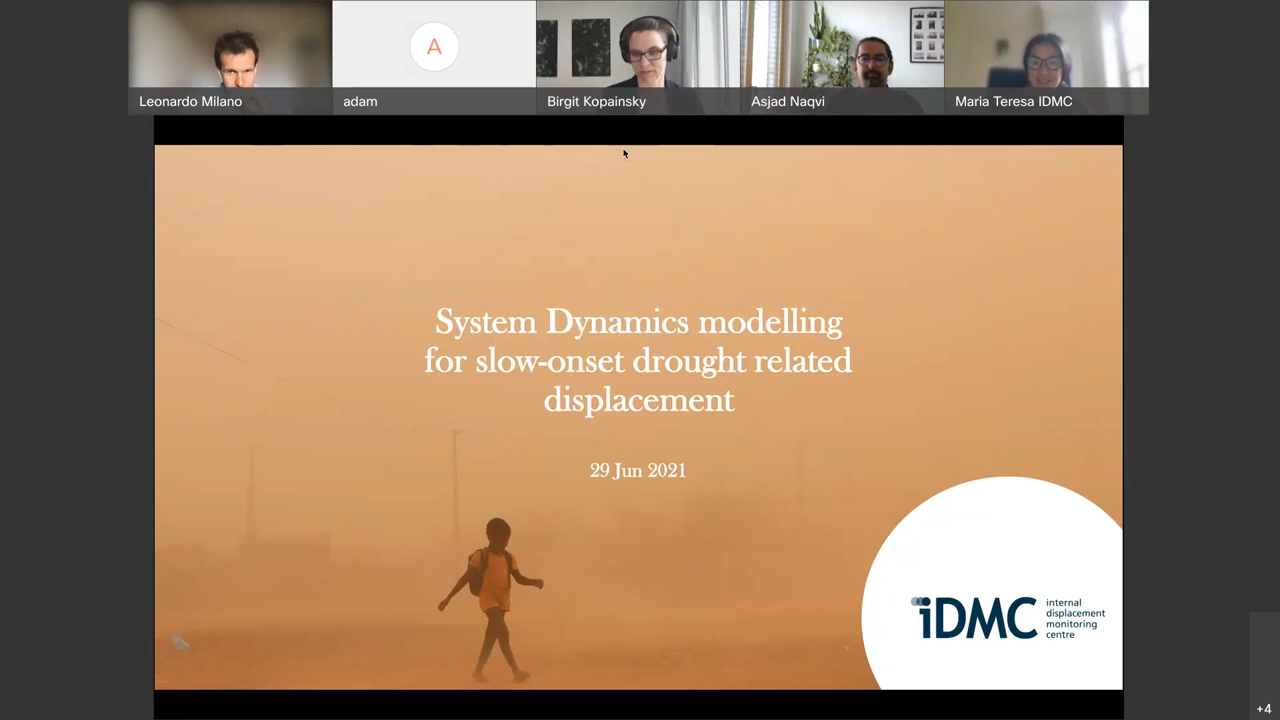 Leonardo Milano
A
adam
Birgit Kopainsky
Asjad Naqvi
Maria Teresa IDMC
System Dynamics modelling
for slow-onset drought related
displacement
29 Jun 2021
iDMC
internal
displacement
monitoring
centre
+4